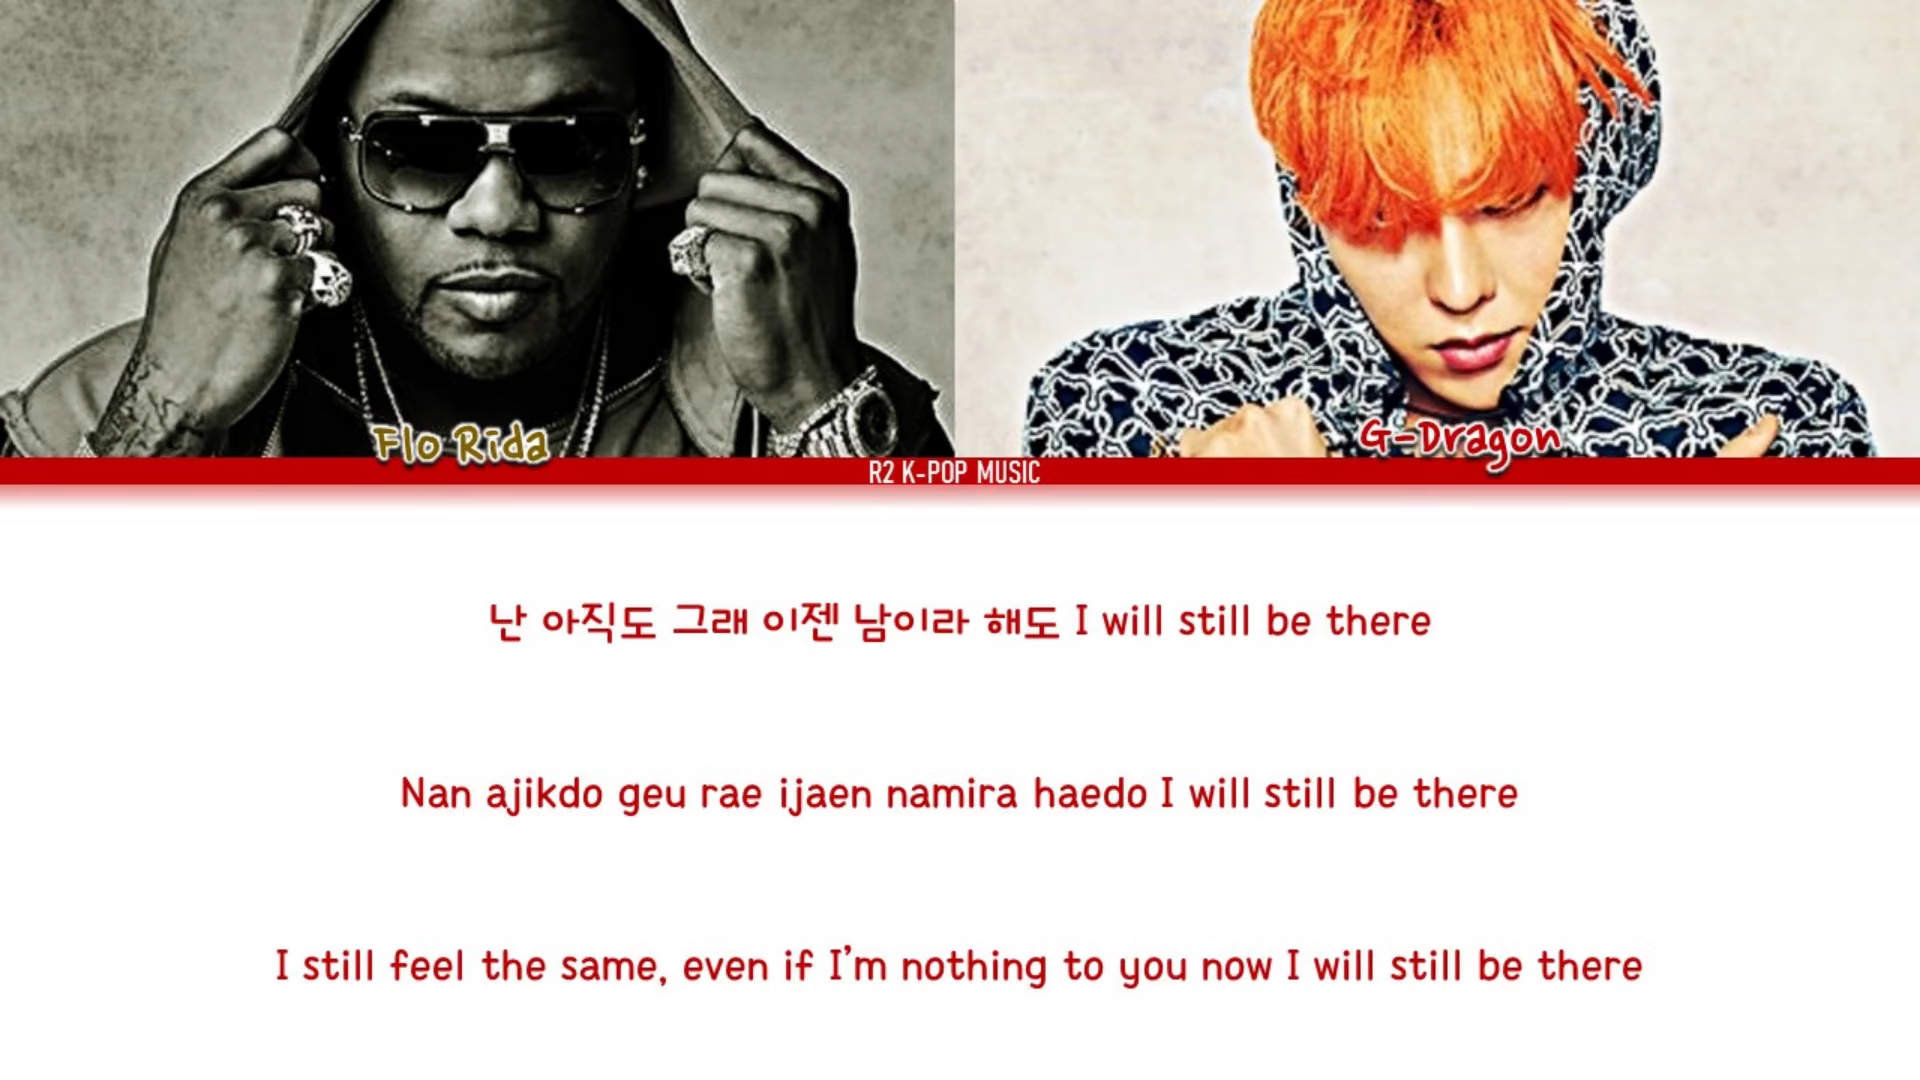 Flo Rida
G-Dragon
R2 K-POP MUSIC
난 아직도 그래 이젠 남이라 해도 I will still be there
Nan ajikdo geu rae ijaen namira haedo I will still be there
I still feel the same, even if I'm nothing to you now I will still be there